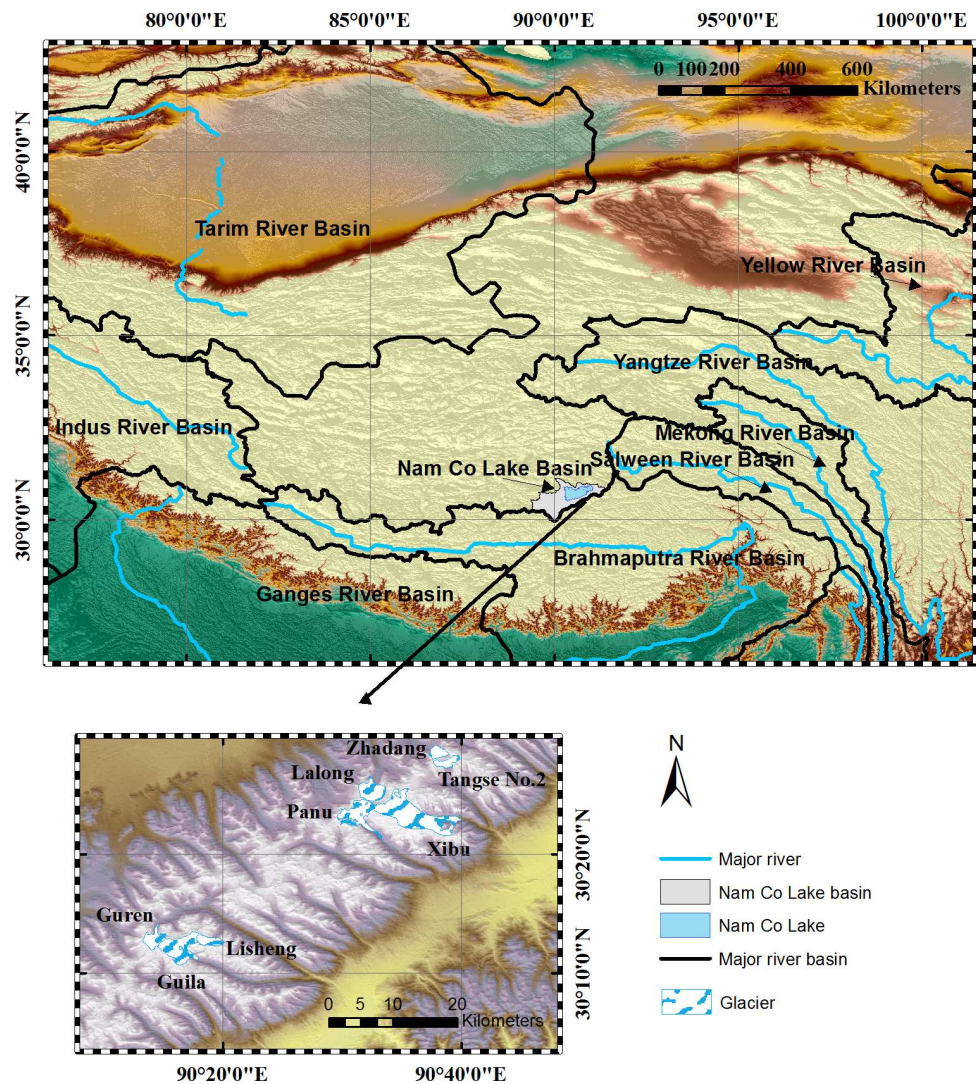 80°0'0"E
85°0'0"E
90°0'0"E
95°0'0"E
100°0'0"E
0 100 200 400 600
Kilometers
40°0'0"N
35°0'0"N
30°0'0"N
Tarim River Basin
Yellow River Basin
Yangtze River Basin
Indus River Basin
Mekong River Basin
Nam Co Lake Basin
Salween River Basin
Brahmaputra River Basin
Ganges River Basin
Zhadang
Lalong
Tangse No.2
Panu
Xibu
Guren
Lisheng
Guila
0 5 10 20
Kilometers
30°20'0"N
30°10'0"N
90°20'0"E
90°40'0"E
N
Major river
Nam Co Lake basin
Nam Co Lake
Major river basin
Glacier